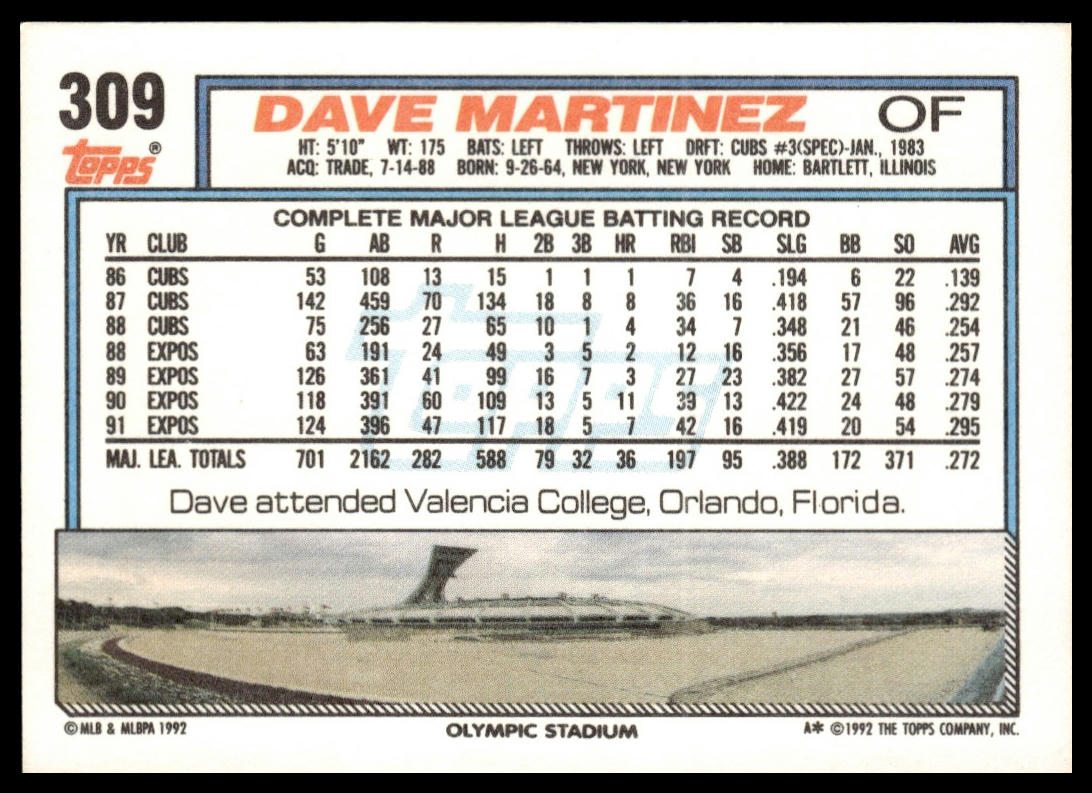 309
DAVE MARTINEZ OF
topps®
HT: 5'10" WT: 175 BATS: LEFT THROWS: LEFT DRFT: CUBS #3(SPEC)-JAN., 1983
ACQ: TRADE, 7-14-88 BORN: 9-26-64, NEW YORK, NEW YORK HOME: BARTLETT, ILLINOIS
COMPLETE MAJOR LEAGUE BATTING RECORD
YR CLUB G AB R H 2B 3B HR RBI SB SLG BB SO AVG
86 CUBS 53 108 13 15 1 1 1 7 4 .194 6 22 .139
87 CUBS 142 459 70 134 18 8 8 36 16 .418 57 96 .292
88 CUBS 75 256 27 65 10 1 4 34 7 .348 21 46 .254
88 EXPOS 63 191 24 49 3 5 2 12 16 .356 17 48 .257
89 EXPOS 126 361 41 99 16 7 3 27 23 .382 27 57 .274
90 EXPOS 118 391 60 109 13 5 11 39 13 .422 24 48 .279
91 EXPOS 124 396 47 117 18 5 7 42 16 .419 20 54 .295
MAJ. LEA. TOTALS 701 2162 282 588 79 32 36 197 95 .388 172 371 .272
topps
Dave attended Valencia College, Orlando, Florida.
© MLB & MLBPA 1992 OLYMPIC STADIUM A* © 1992 THE TOPPS COMPANY, INC.